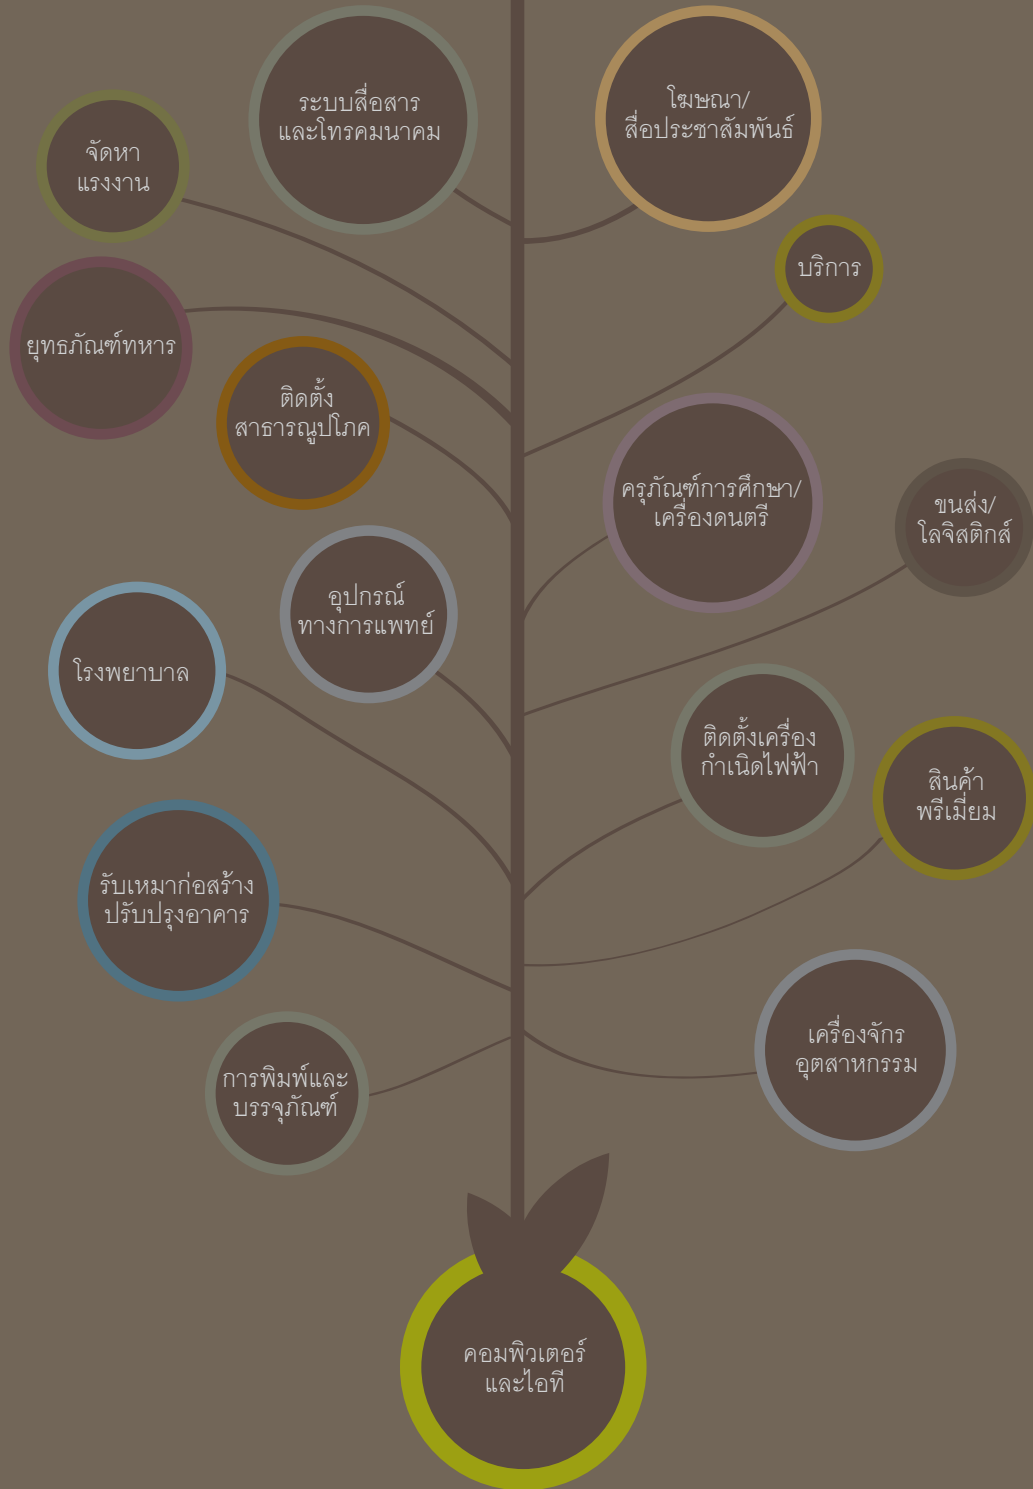 ระบบสื่อสาร
และโทรคมนาคม
โฆษณา/
สื่อประชาสัมพันธ์
จัดหา
แรงงาน
บริการ
ยุทธภัณฑ์ทหาร
ติดตั้ง
สาธารณูปโภค
ครุภัณฑ์การศึกษา/
เครื่องดนตรี
ขนส่ง/
โลจิสติกส์
อุปกรณ์
ทางการแพทย์
โรงพยาบาล
ติดตั้งเครื่อง
กำเนิดไฟฟ้า
สินค้า
พรีเมี่ยม
รับเหมาก่อสร้าง
ปรับปรุงอาคาร
เครื่องจักร
อุตสาหกรรม
การพิมพ์และ
บรรจุภัณฑ์
คอมพิวเตอร์
และไอที